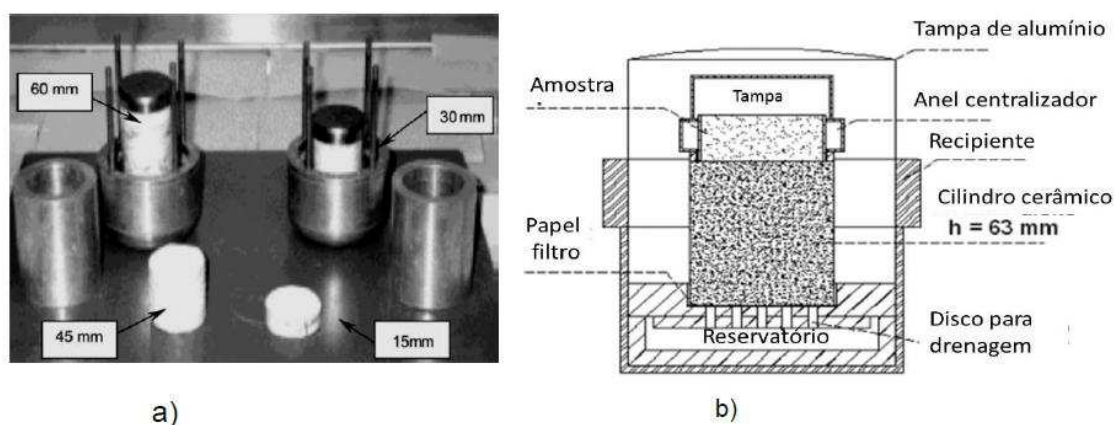 60 mm
30 mm
45 mm
15mm
a)
Tampa de alumínio
Amostra
Tampa
Anel centralizador
Recipiente
Cilindro cerâmico
h = 63 mm
Papel
filtro
Reservatório
Disco para
drenagem
b)